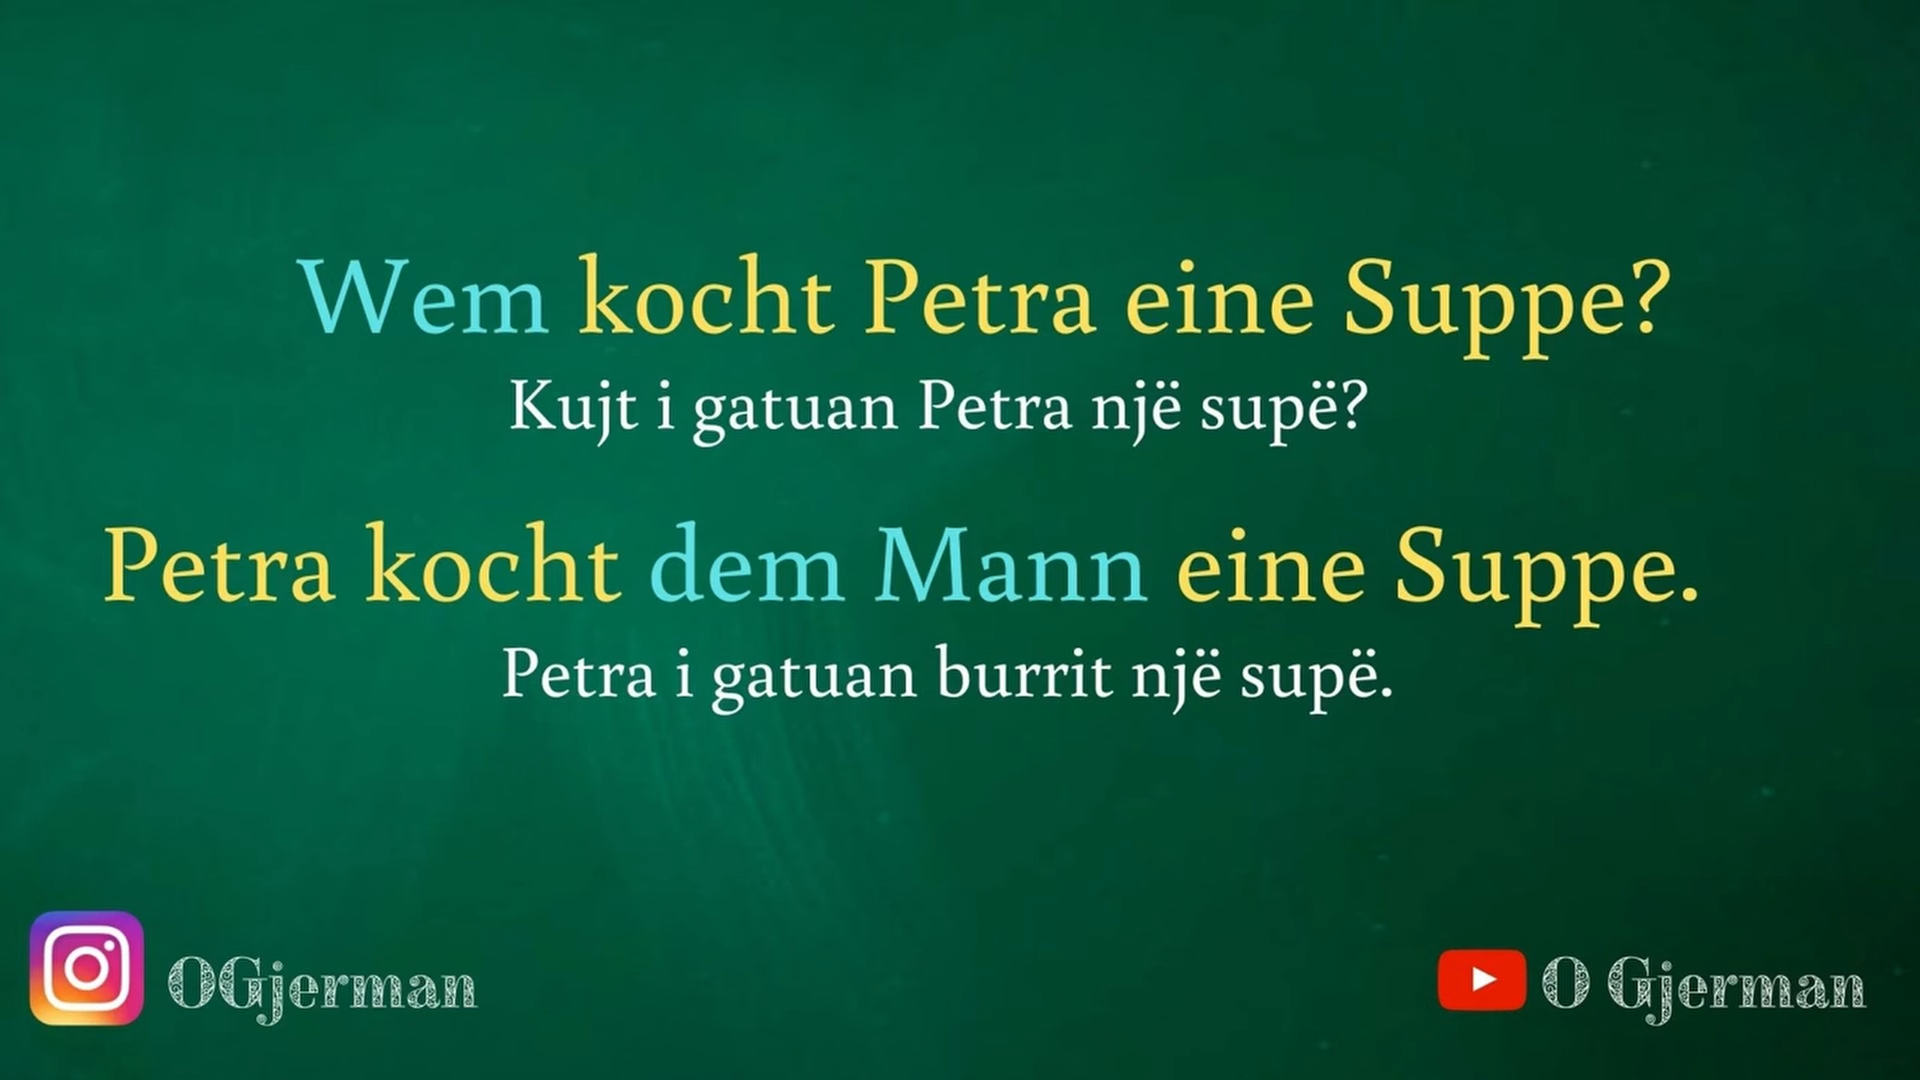 Wem kocht Petra eine Suppe?
Kujt i gatuan Petra një supë?
Petra kocht dem Mann eine Suppe.
Petra i gatuan burrit një supë.
OGjerman
O Gjerman